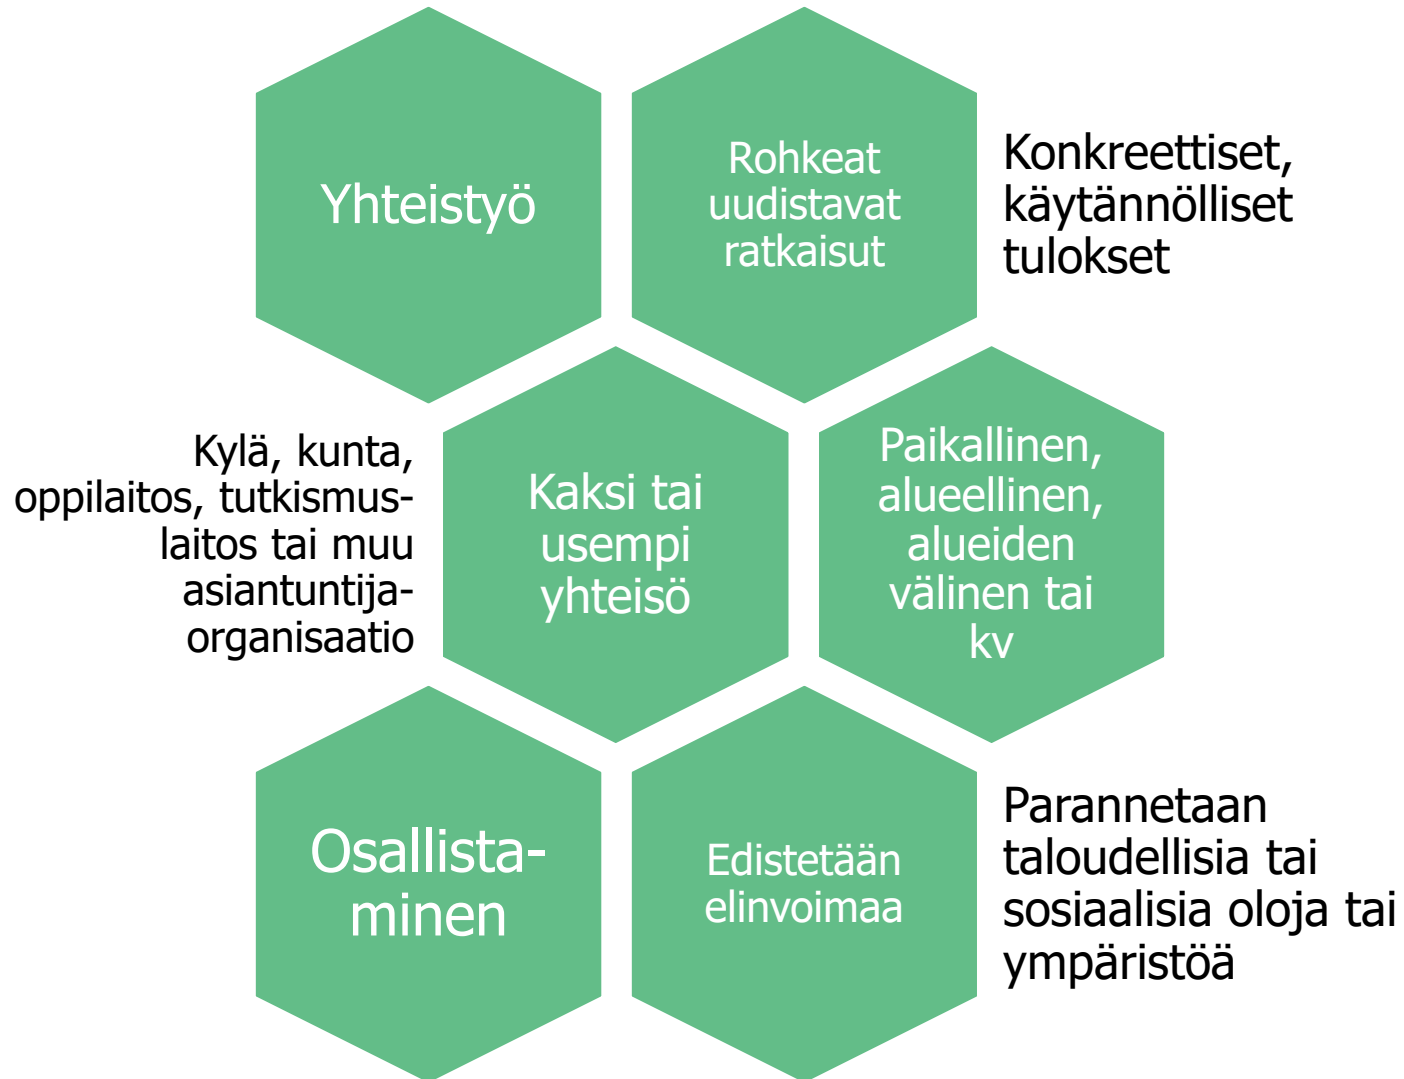 Yhteistyö
Rohkeat
uudistavat
ratkaisut
Konkreettiset,
käytännölliset
tulokset
Kylä, kunta,
oppilaitos, tutkismus-
laitos tai muu
asiantuntija-
organisaatio
Kaksi tai
usempi
yhteisö
Paikallinen,
alueellinen,
alueiden
välinen tai
kv
Osallista-
minen
Edistetään
elinvoimaa
Parannetaan
taloudellisia tai
sosiaalisia oloja tai
ympäristöä